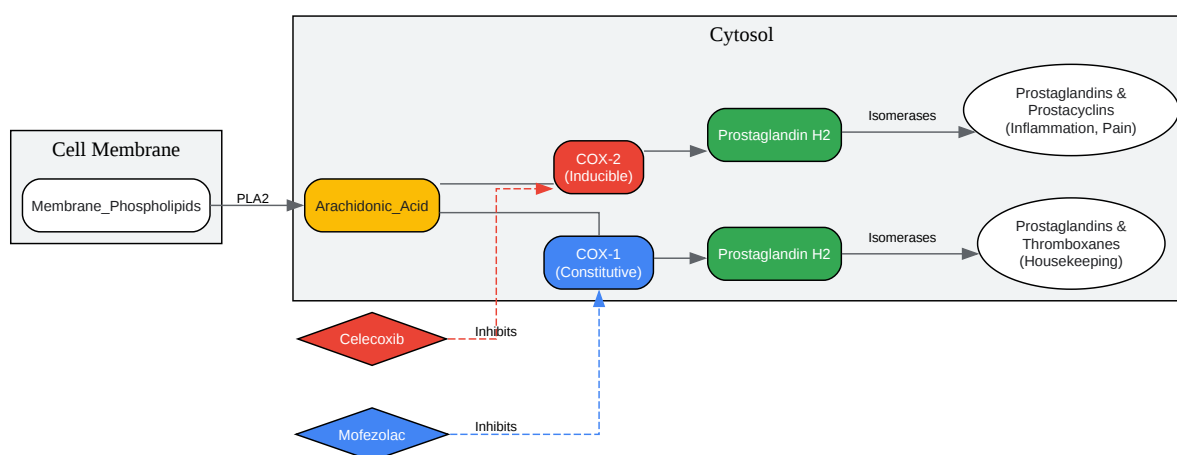 Cytosol
Cell Membrane
Membrane_Phospholipids
PLA2
Arachidonic_Acid
COX-2
(Inducible)
COX-1
(Constitutive)
Prostaglandin H2
Isomerases
Prostaglandins &
Prostacyclins
(Inflammation, Pain)
Prostaglandin H2
Isomerases
Prostaglandins &
Thromboxanes
(Housekeeping)
Celecoxib
Inhibits
Mofezolac
Inhibits